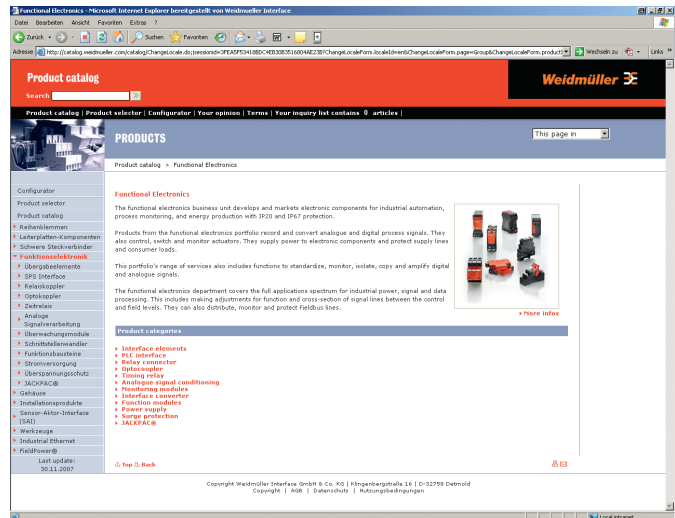 Functional Electronics - Microsoft Internet Explorer bereitgestellt von Weidmueller Interface
Datei Bearbeiten Ansicht Favoriten Extras ?
Zurück Suchen Favoriten
Adresse http://catalog.weidmueller.com/catalog/ Wechseln zu Links
Product catalog
Weidmüller
Search
Product catalog | Product selector | Configurator | Your opinion | Terms | Your inquiry list contains 0 articles |
PRODUCTS
This page in
Product catalog > Functional Electronics
Configurator
Product selector
Product catalog
Reihenklemmen
Leiterplatten-Komponenten
Schwere Steckverbinder
Funktionselektronik
Übergabeelemente
SPS Interface
Relaiskoppler
Optokoppler
Zeitrelais
Analoge
Signalverarbeitung
Überwachungsmodule
Schnittstellenwandler
Funktionsbausteine
Stromversorgung
Überspannungsschutz
JACKPAC®
Gehäuse
Installationsprodukte
Sensor-Aktor-Interface
(SAI)
Werkzeuge
Industrial Ethernet
FieldPower®
Last update:
30.11.2007
Functional Electronics
The functional electronics business unit develops and markets electronic components for industrial automation,
process monitoring, and energy production with IP20 and IP67 protection.
Products from the functional electronics portfolio record and convert analogue and digital process signals. They
also control, switch and monitor actuators. They supply power to electronic components and protect supply lines
and consumer loads.
This portfolio's range of services also includes functions to standardize, monitor, isolate, copy and amplify digital
and analogue signals.
The functional electronics department covers the full applications spectrum for industrial power, signal and data
processing. This includes making adjustments for function and cross-section of signal lines between the control
and field levels. They can also distribute, monitor and protect Fieldbus lines.
More infos
Product categories
Interface elements
PLC interface
Relay connector
Optocoupler
Timing relay
Analogue signal conditioning
Monitoring modules
Interface converter
Function modules
Power supply
Surge protection
JACKPAC®
Top Back
Copyright Weidmüller Interface GmbH & Co. KG | Klingenbergstraße 16 | D-32758 Detmold
Copyright | AGB | Datenschutz | Nutzungsbedingungen
Lokal intranet